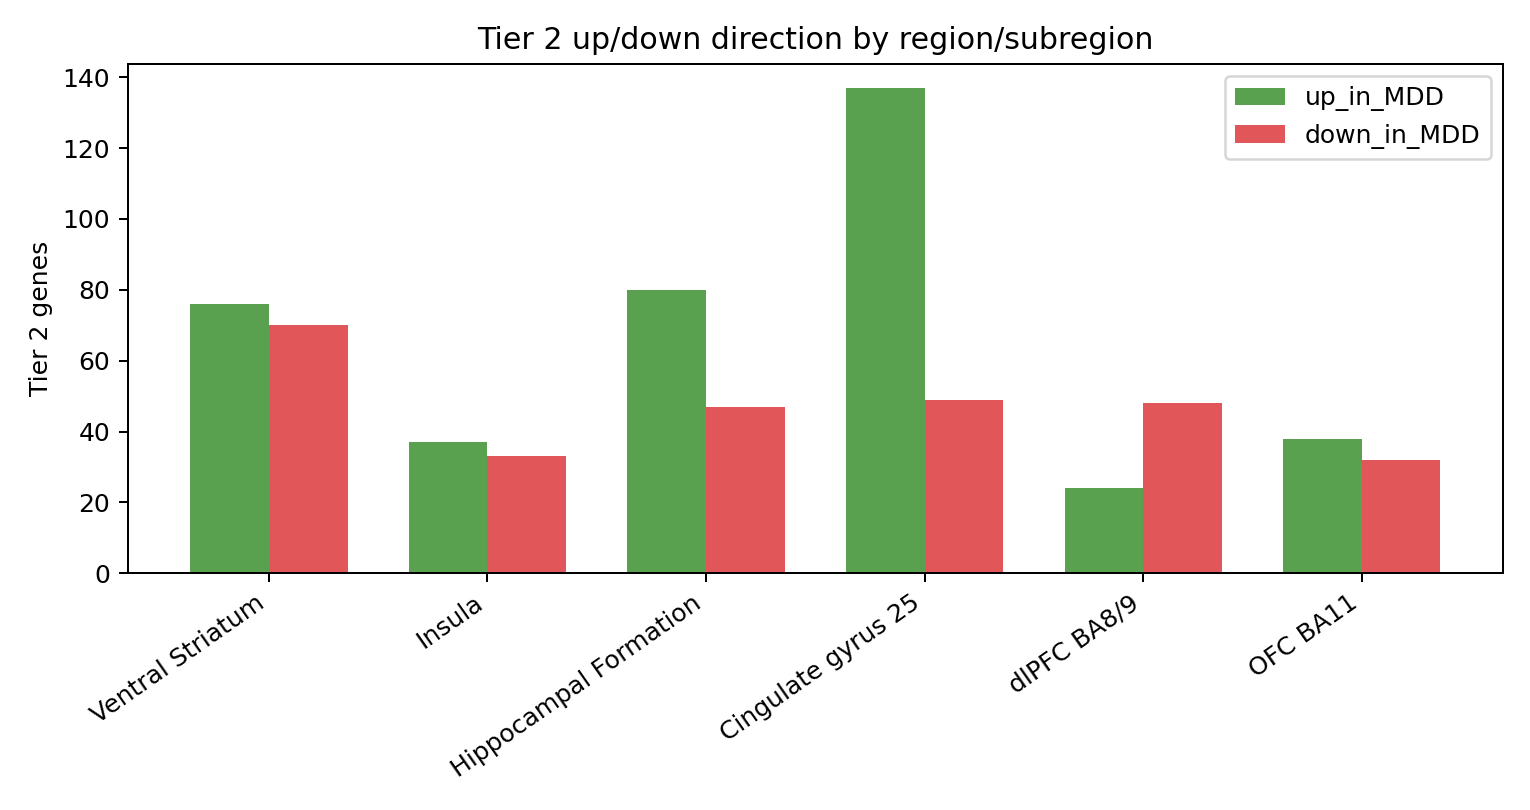 Tier 2 up/down direction by region/subregion
up_in_MDD
down_in_MDD
Tier 2 genes
140
120
100
80
60
40
20
0
Ventral Striatum
Insula
Hippocampal Formation
Cingulate gyrus 25
dlPFC BA8/9
OFC BA11